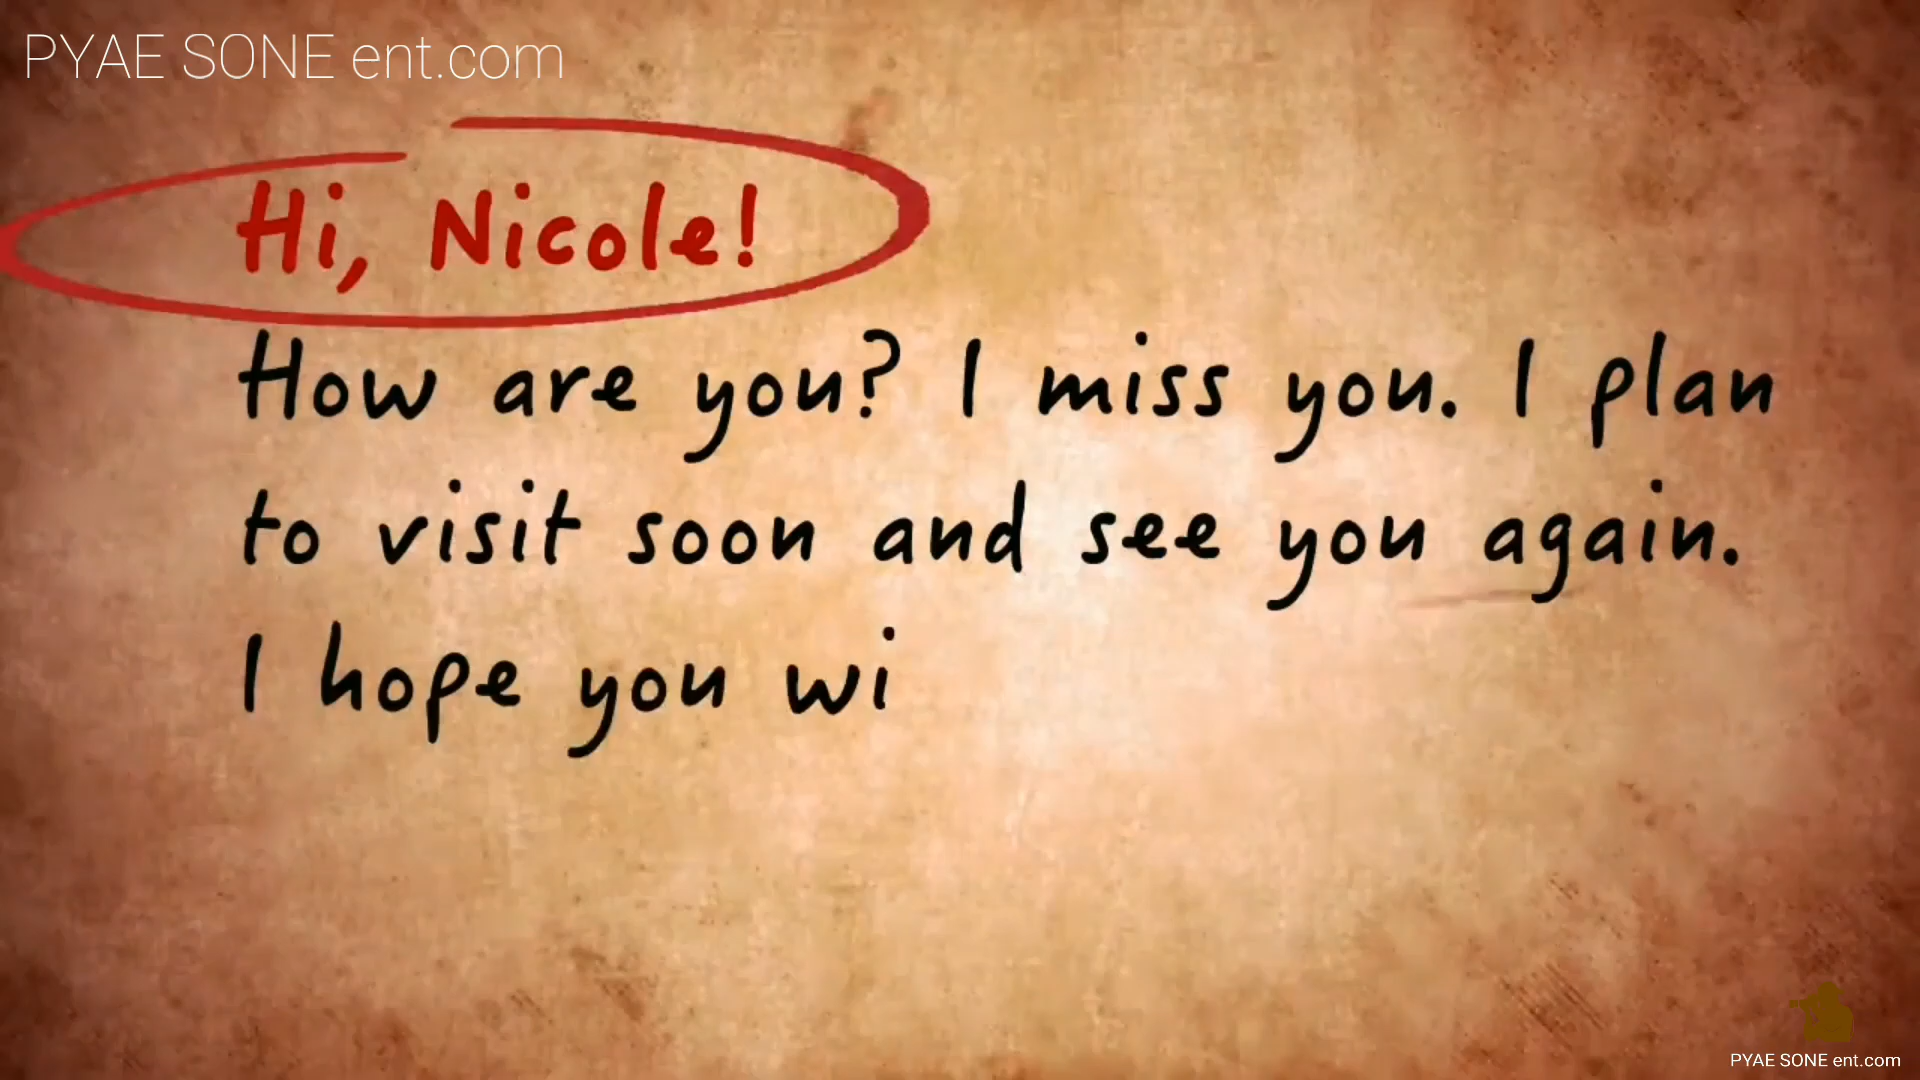 PYAE SONE ent.com
Hi, Nicole!
How are you? I miss you. I plan
to visit soon and see you again.
I hope you wi
PYAE SONE ent.com